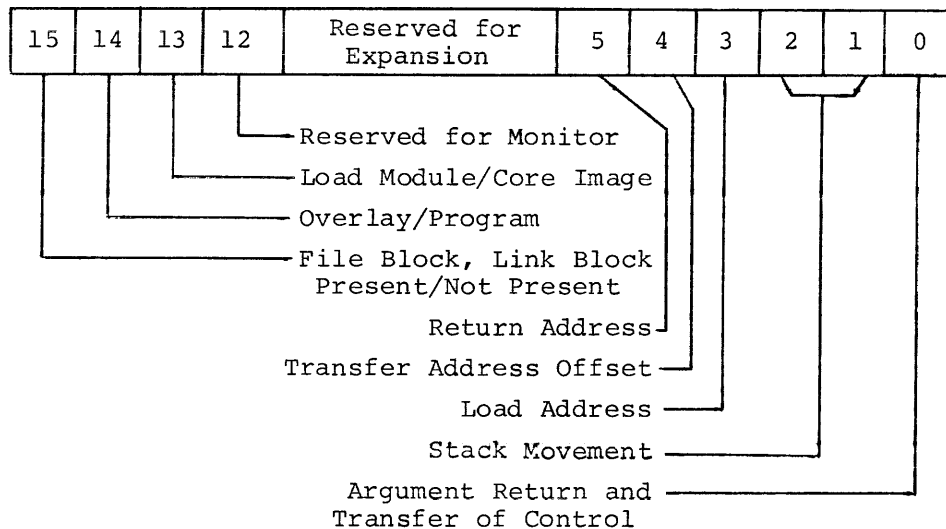 15 14 13 12 Reserved for Expansion 5 4 3 2 1 0
Reserved for Monitor
Load Module/Core Image
Overlay/Program
File Block, Link Block
Present/Not Present
Return Address
Transfer Address Offset
Load Address
Stack Movement
Argument Return and
Transfer of Control